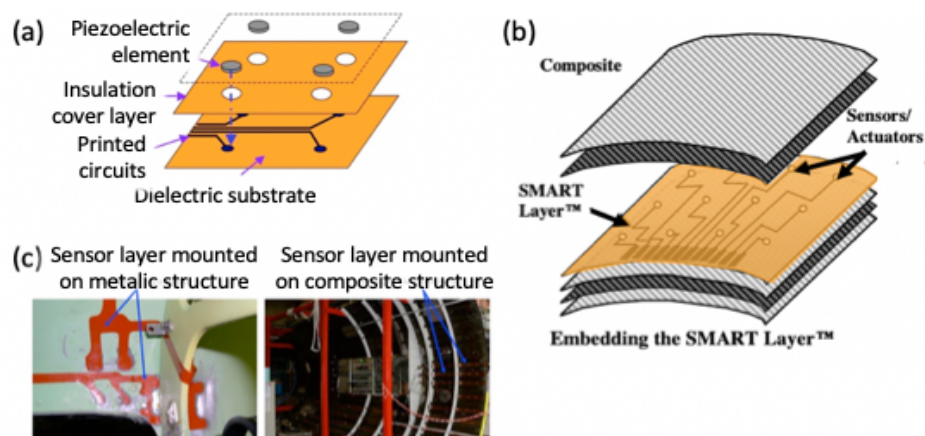 (a)
Piezoelectric
element
Insulation
cover layer
Printed
circuits
Dielectric substrate
(b)
Composite
Sensors/
Actuators
SMART
Layer™
Embedding the SMART Layer™
(c)
Sensor layer mounted
on metalic structure
Sensor layer mounted
on composite structure